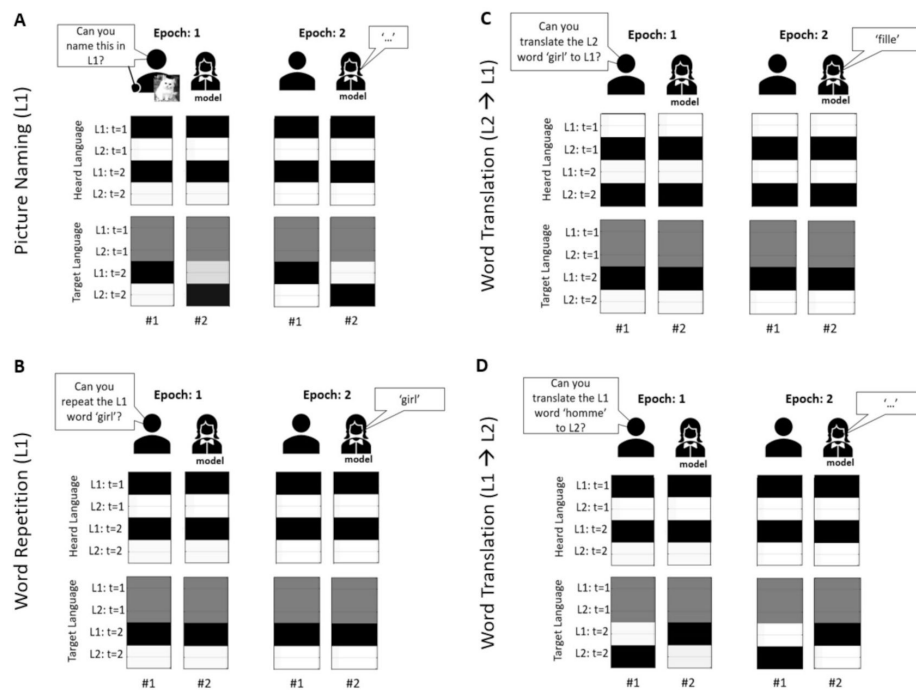 A
Picture Naming (L1)
Epoch: 1
Epoch: 2
Can you
name this in
L1?
'...'
model
model
Heard Language
L1: t=1
L2: t=1
L1: t=2
L2: t=2
Target Language
L1: t=1
L2: t=1
L1: t=2
L2: t=2
#1
#2
#1
#2
B
Word Repetition (L1)
Epoch: 1
Epoch: 2
Can you
repeat the L1
word 'girl'?
'girl'
model
model
Heard Language
L1: t=1
L2: t=1
L1: t=2
L2: t=2
Target Language
L1: t=1
L2: t=1
L1: t=2
L2: t=2
#1
#2
#1
#2
C
Word Translation (L2 → L1)
Epoch: 1
Epoch: 2
Can you
translate the L2
word 'girl' to L1?
'fille'
model
model
Heard Language
L1: t=1
L2: t=1
L1: t=2
L2: t=2
Target Language
L1: t=1
L2: t=1
L1: t=2
L2: t=2
#1
#2
#1
#2
D
Word Translation (L1 → L2)
Epoch: 1
Epoch: 2
Can you
translate the L1
word 'homme'
to L2?
'...'
model
model
Heard Language
L1: t=1
L2: t=1
L1: t=2
L2: t=2
Target Language
L1: t=1
L2: t=1
L1: t=2
L2: t=2
#1
#2
#1
#2